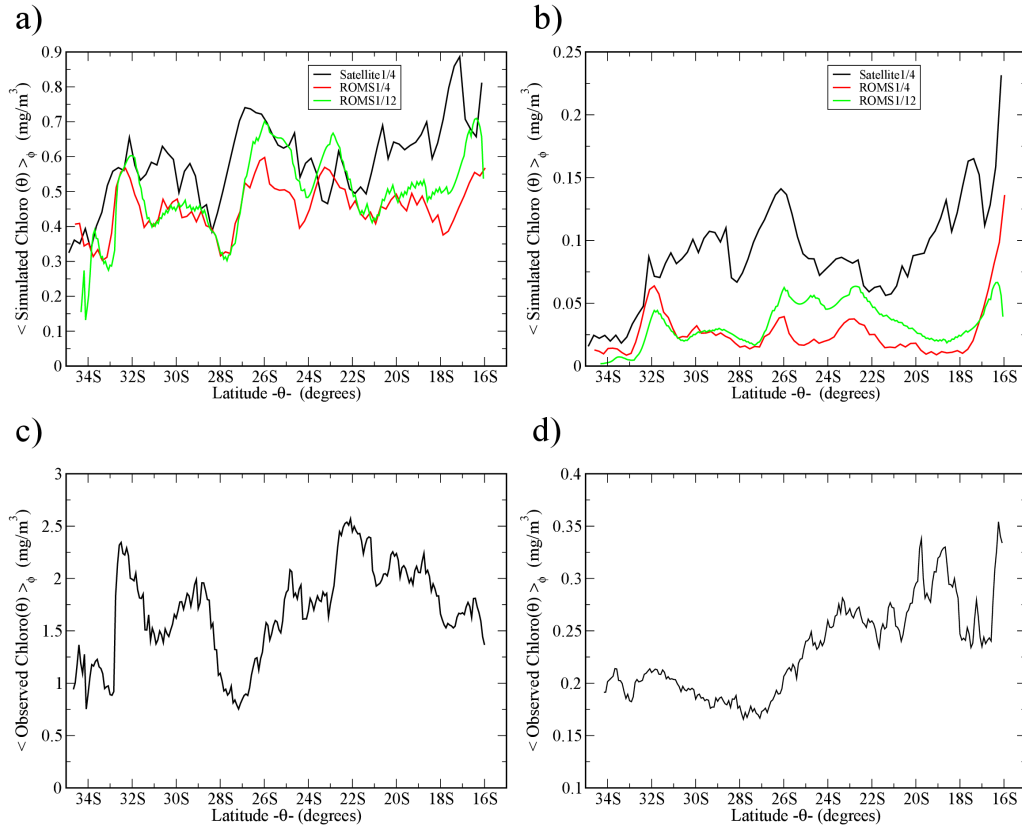 a)
< Simulated Chloro (θ) >ϕ (mg/m³)
0.9
0.8
0.7
0.6
0.5
0.4
0.3
0.2
0.1
0
Satellite1/4
ROMS1/4
ROMS1/12
34S 32S 30S 28S 26S 24S 22S 20S 18S 16S
Latitude -θ- (degrees)
b)
< Simulated Chloro (θ) >ϕ (mg/m³)
0.25
0.2
0.15
0.1
0.05
0
Satellite1/4
ROMS1/4
ROMS1/12
34S 32S 30S 28S 26S 24S 22S 20S 18S 16S
Latitude -θ- (degrees)
c)
< Observed Chloro(θ) >ϕ (mg/m³)
3
2.5
2
1.5
1
0.5
0
34S 32S 30S 28S 26S 24S 22S 20S 18S 16S
Latitude -θ- (degrees)
d)
< Observed Chloro(θ) >ϕ (mg/m³)
0.4
0.35
0.3
0.25
0.2
0.15
0.1
34S 32S 30S 28S 26S 24S 22S 20S 18S 16S
Latitude -θ- (degrees)